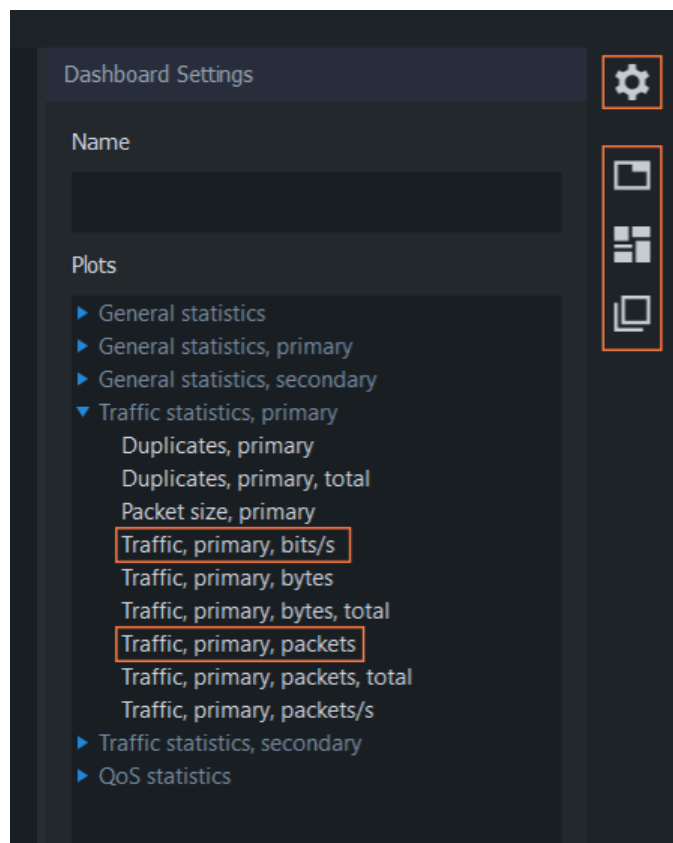 Dashboard Settings
Name
Plots
General statistics
General statistics, primary
General statistics, secondary
Traffic statistics, primary
Duplicates, primary
Duplicates, primary, total
Packet size, primary
Traffic, primary, bits/s
Traffic, primary, bytes
Traffic, primary, bytes, total
Traffic, primary, packets
Traffic, primary, packets, total
Traffic, primary, packets/s
Traffic statistics, secondary
QoS statistics